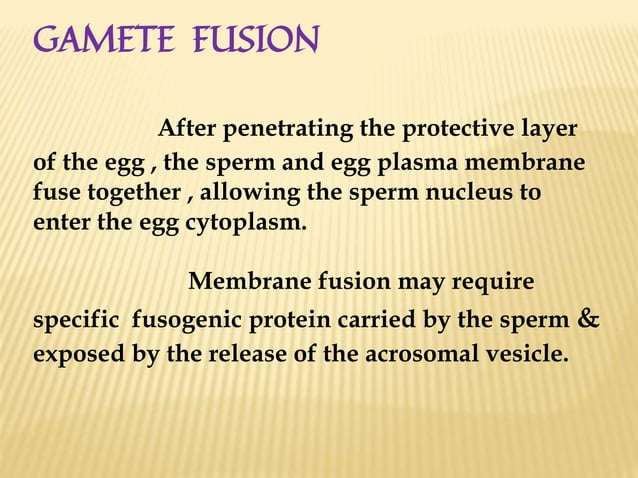 GAMETE FUSION
After penetrating the protective layer
of the egg , the sperm and egg plasma membrane
fuse together , allowing the sperm nucleus to
enter the egg cytoplasm.
Membrane fusion may require
specific fusogenic protein carried by the sperm &
exposed by the release of the acrosomal vesicle.